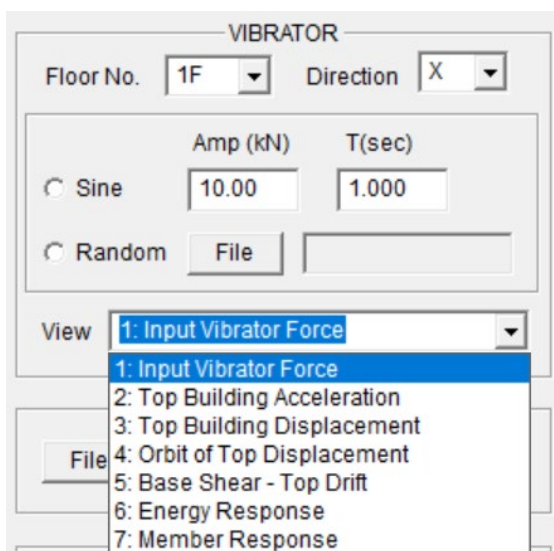 VIBRATOR
Floor No. 1F Direction X
Amp (kN) T(sec)
Sine 10.00 1.000
Random File
View 1: Input Vibrator Force
1: Input Vibrator Force
2: Top Building Acceleration
3: Top Building Displacement
File 4: Orbit of Top Displacement
5: Base Shear - Top Drift
6: Energy Response
7: Member Response